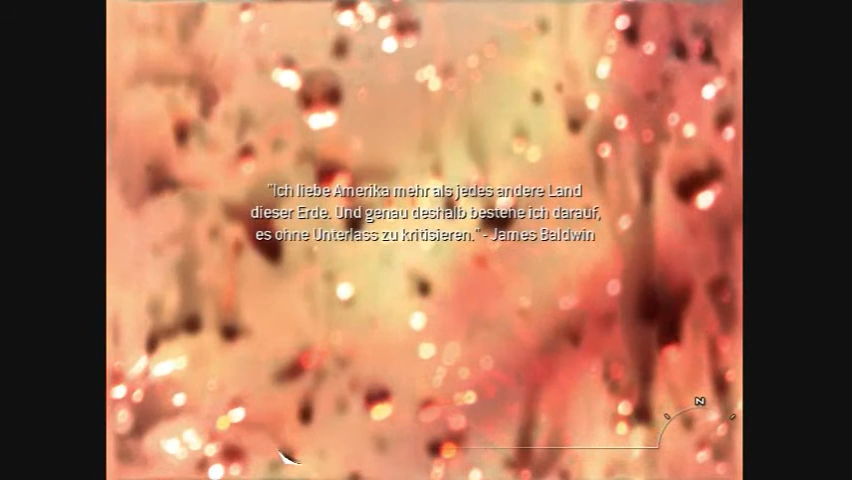 "Ich liebe Amerika mehr als jedes andere Land
dieser Erde. Und genau deshalb bestehe ich darauf,
es ohne Unterlass zu kritisieren." - James Baldwin
N